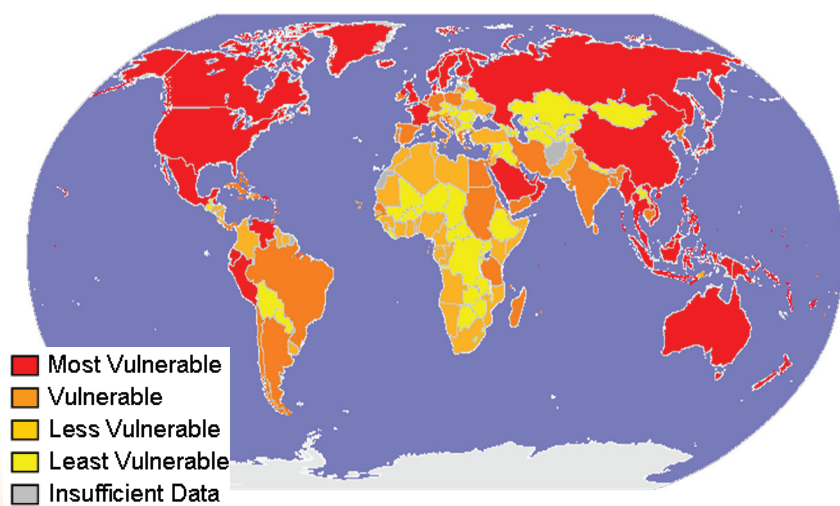 Most Vulnerable
Vulnerable
Less Vulnerable
Least Vulnerable
Insufficient Data